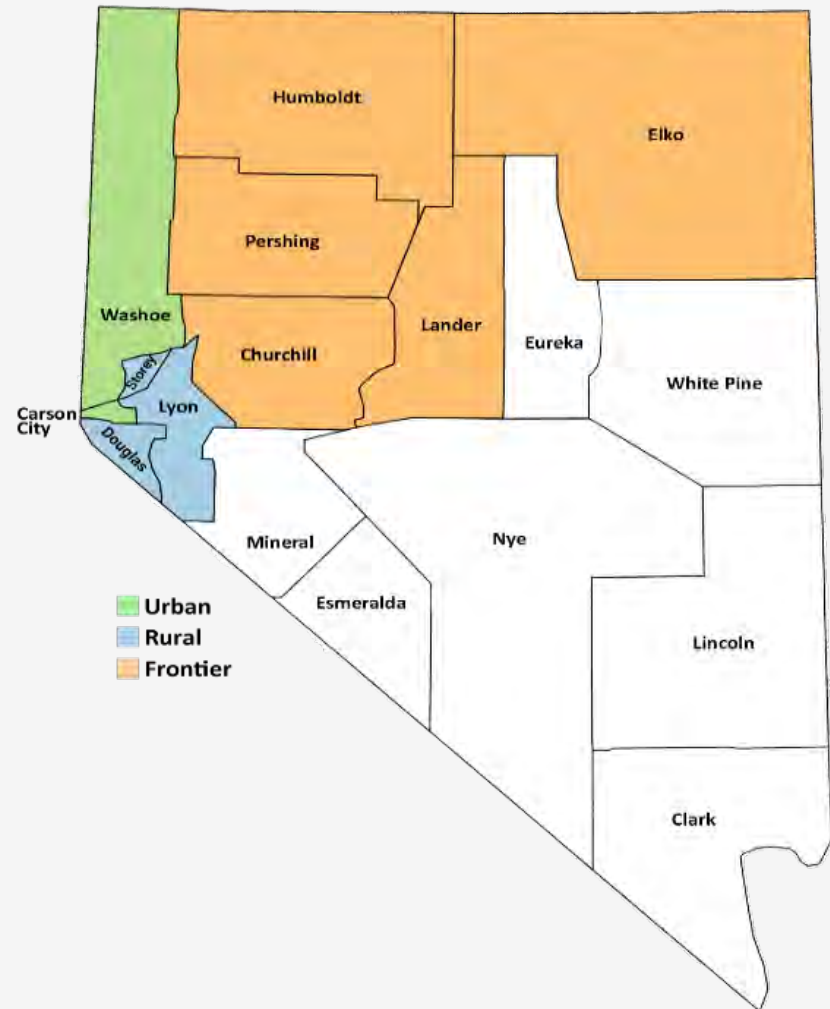 Humboldt
Elko
Pershing
Washoe
Lander
Eureka
Churchill
Storey
White Pine
Lyon
Carson
City
Douglas
Mineral
Nye
Esmeralda
Urban
Rural
Frontier
Lincoln
Clark